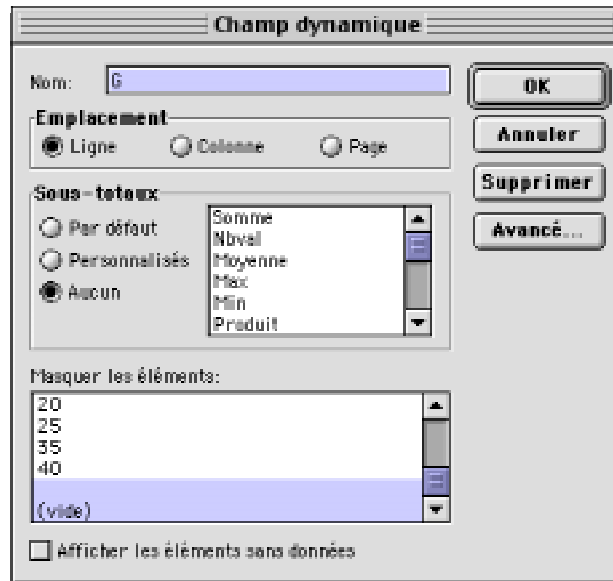 Champ dynamique
Nom: G
OK
Emplacement
Ligne Colonne Page
Annuler
Supprimer
Sous-totaux
Par défaut
Personnalisés
Aucun
Somme
Nbval
Moyenne
Max
Min
Produit
Avancé...
Masquer les éléments:
20
25
35
40
(vide)
Afficher les éléments sans données